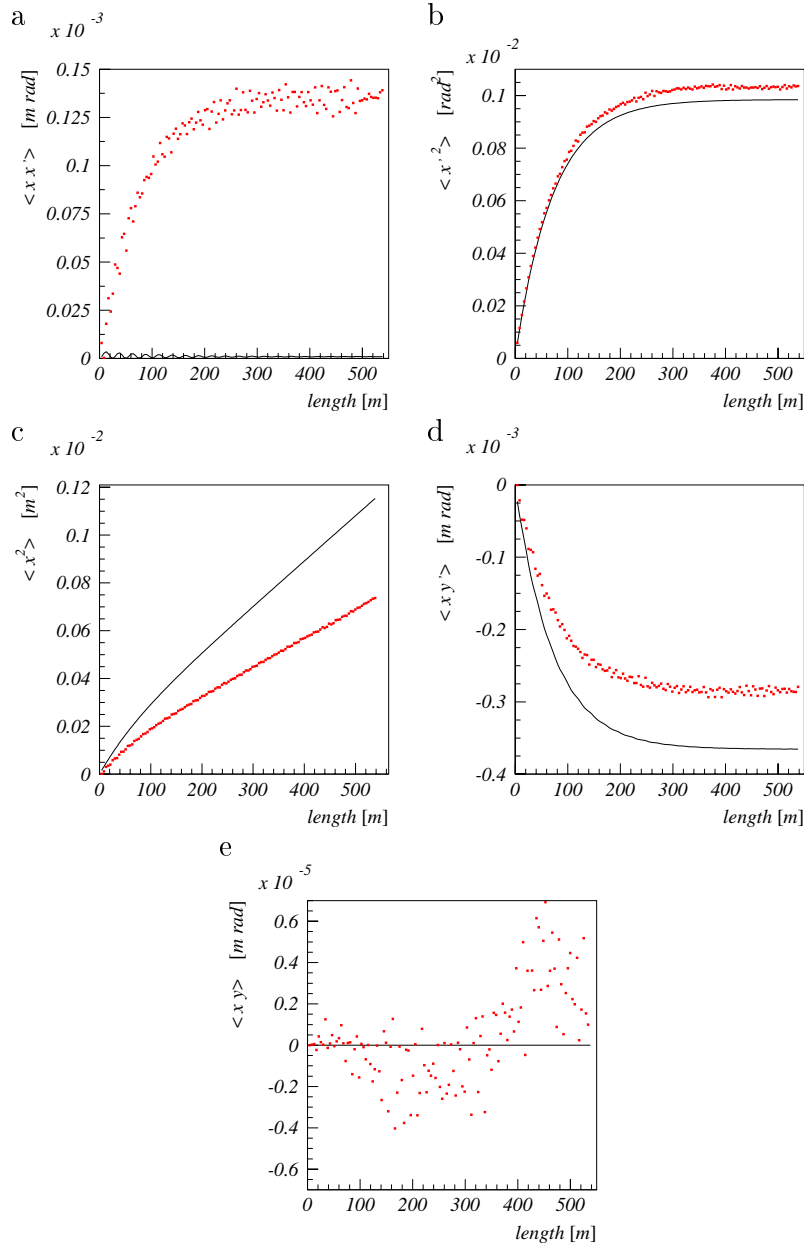 a
x 10 -3
< x x'> [m rad]
0.15
0.125
0.1
0.075
0.05
0.025
0
0 100 200 300 400 500
length [m]
b
x 10 -2
< x' 2 > [rad2]
0.1
0.08
0.06
0.04
0.02
0
0 100 200 300 400 500
length [m]
c
x 10 -2
< x2 > [m2]
0.12
0.1
0.08
0.06
0.04
0.02
0
0 100 200 300 400 500
length [m]
d
x 10 -3
< x y'> [m rad]
0
-0.1
-0.2
-0.3
-0.4
0 100 200 300 400 500
length [m]
e
x 10 -5
< x y> [m rad]
0.6
0.4
0.2
0
-0.2
-0.4
-0.6
0 100 200 300 400 500
length [m]